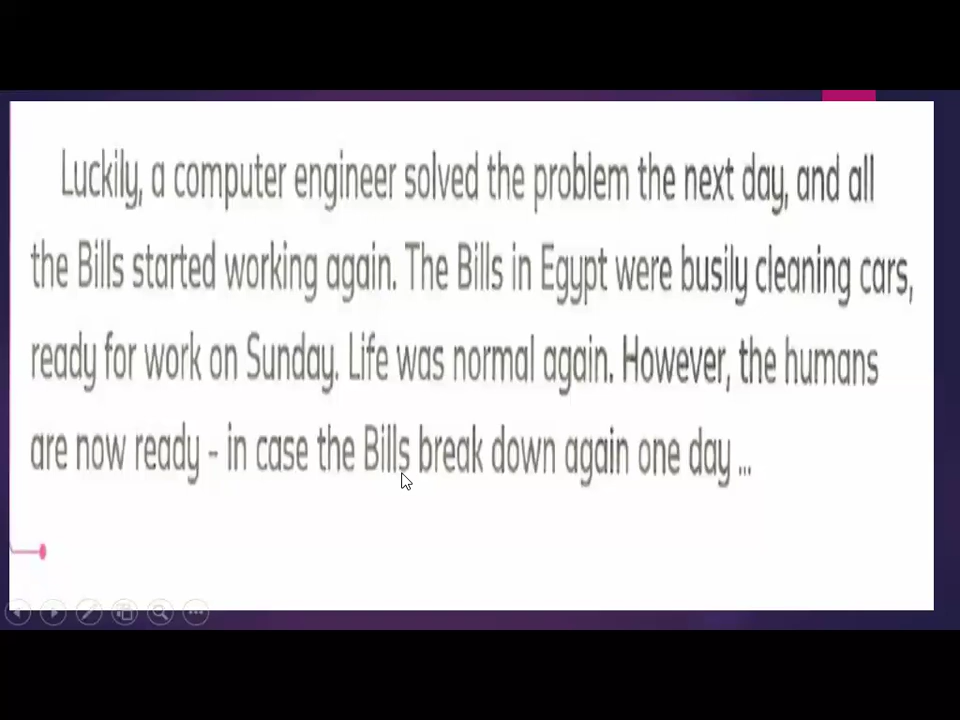 Luckily, a computer engineer solved the problem the next day, and all
the Bills started working again. The Bills in Egypt were busily cleaning cars,
ready for work on Sunday. Life was normal again. However, the humans
are now ready - in case the Bills break down again one day ...